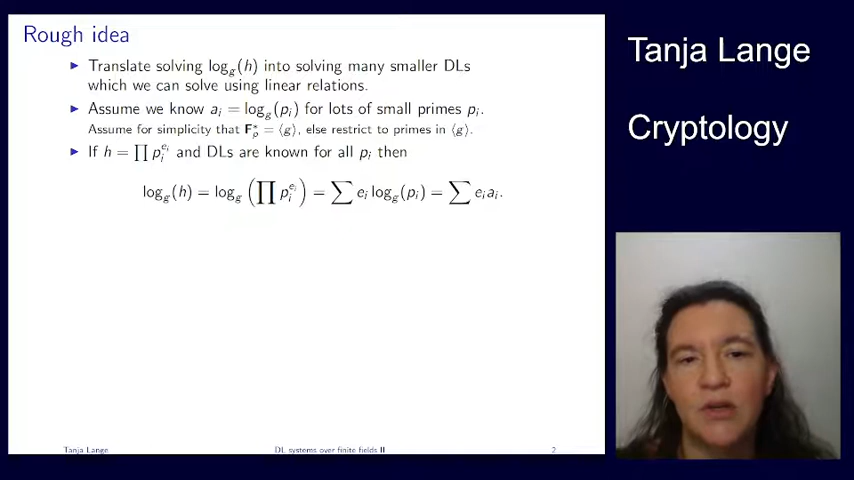 Rough idea
▶ Translate solving log_g(h) into solving many smaller DLs
which we can solve using linear relations.
▶ Assume we know a_i = log_g(p_i) for lots of small primes p_i.
Assume for simplicity that F_p^* = ⟨g⟩, else restrict to primes in ⟨g⟩.
▶ If h = ∏ p_i^{e_i} and DLs are known for all p_i then
log_g(h) = log_g (∏ p_i^{e_i}) = ∑ e_i log_g(p_i) = ∑ e_i a_i.
Tanja Lange DL systems over finite fields II 2
Tanja Lange
Cryptology